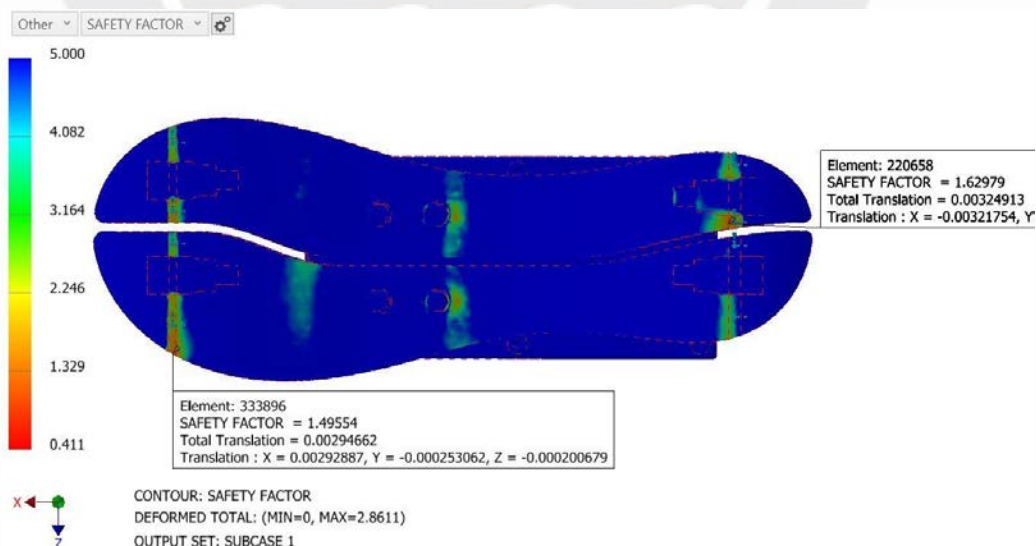 Other SAFETY FACTOR
5.000
4.082
3.164
2.246
1.329
0.411
Element: 220658
SAFETY FACTOR = 1.62979
Total Translation = 0.00324913
Translation : X = -0.00321754, Y
Element: 333896
SAFETY FACTOR = 1.49554
Total Translation = 0.00294662
Translation : X = 0.00292887, Y = -0.000253062, Z = -0.000200679
X
Z
CONTOUR: SAFETY FACTOR
DEFORMED TOTAL: (MIN=0, MAX=2.8611)
OUTPUT SET: SUBCASE 1